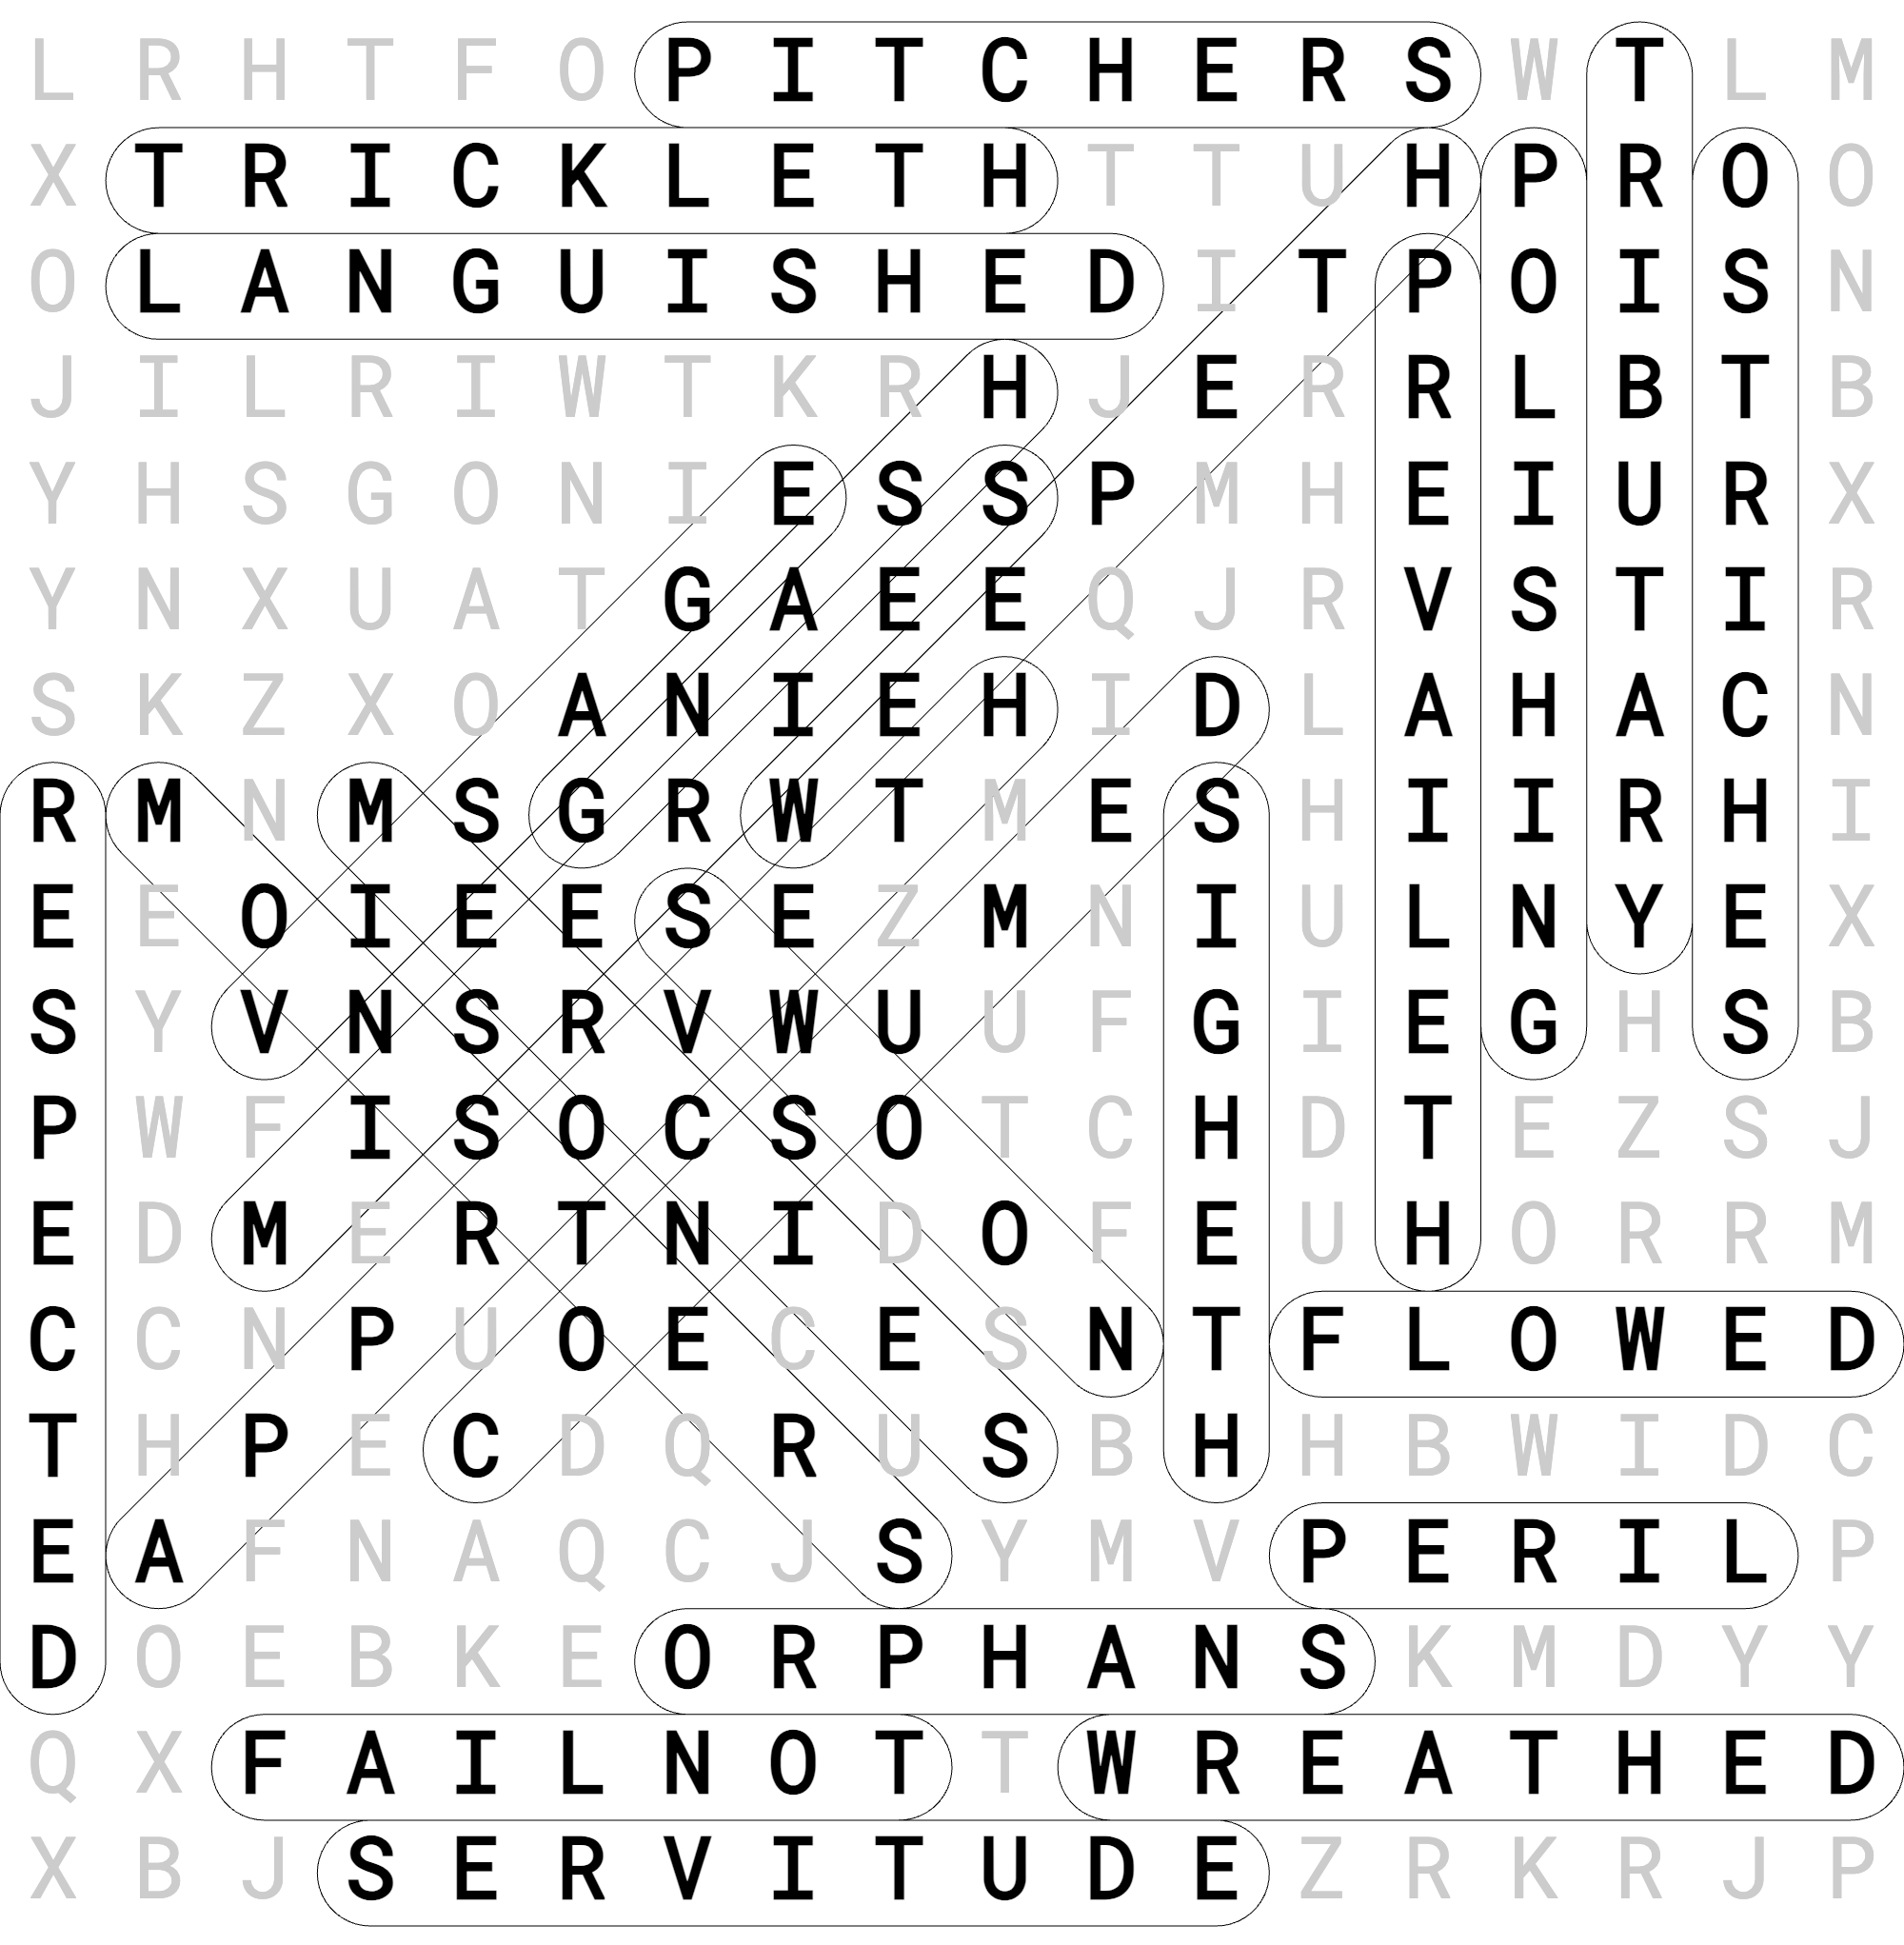 L R H T F O P I T C H E R S W T L M
X T R I C K L E T H T T U H P R O O
O L A N G U I S H E D I T P O I S N
J I L R I W T K R H J E R R L B T B
Y H S G O N I E S S P M H E I U R X
Y N X U A T G A E E Q J R V S T I R
S K Z X O A N I E H I D L A H A C N
R M N M S G R W T M E S H I I R H I
E E O I E E S E Z M N I U L N Y E X
S Y V N S R V W U U F G I E G H S B
P W F I S O C S O T C H D T E Z S J
E D M E R T N I D O F E U H O R R M
C C N P U O E C E S N T F L O W E D
T H P E C D Q R U S B H H B W I D C
E A F N A Q C J S Y M V P E R I L P
D O E B K E O R P H A N S K M D Y Y
Q X F A I L N O T T W R E A T H E D
X B J S E R V I T U D E Z R K R J P